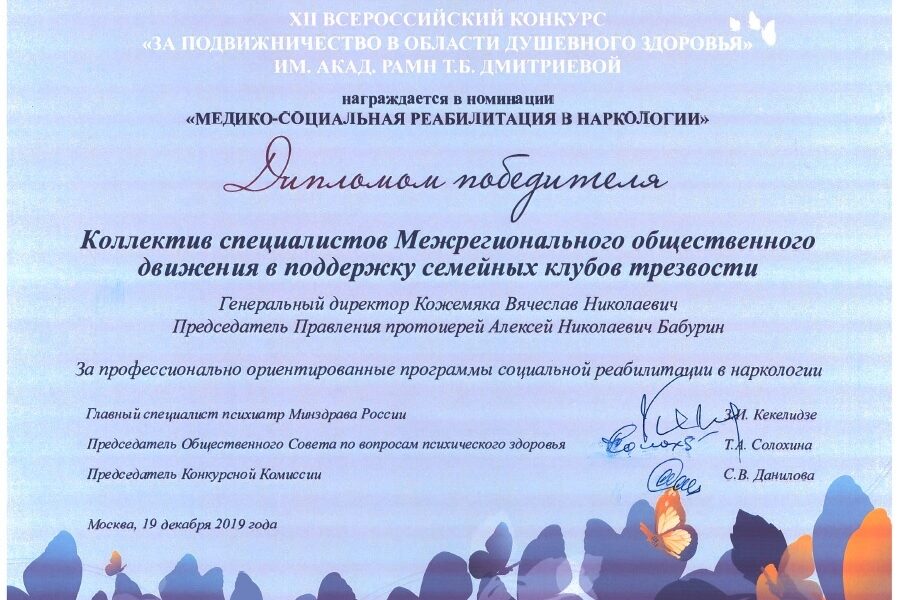 XII ВСЕРОССИЙСКИЙ КОНКУРС
«ЗА ПОДВИЖНИЧЕСТВО В ОБЛАСТИ ДУШЕВНОГО ЗДОРОВЬЯ»
ИМ. АКАД. РАМН Т.Б. ДМИТРИЕВОЙ
награждается в номинации
«МЕДИКО-СОЦИАЛЬНАЯ РЕАБИЛИТАЦИЯ В НАРКОЛОГИИ»
Дипломом победителя
Коллектив специалистов Межрегионального общественного
движения в поддержку семейных клубов трезвости
Генеральный директор Кожемяка Вячеслав Николаевич
Председатель Правления протоиерей Алексей Николаевич Бабурин
За профессионально ориентированные программы социальной реабилитации в наркологии
Главный специалист психиатр Минздрава России З.И. Кекелидзе
Председатель Общественного Совета по вопросам психического здоровья Т.А. Солохина
Председатель Конкурсной Комиссии С.В. Данилова
Москва, 19 декабря 2019 года